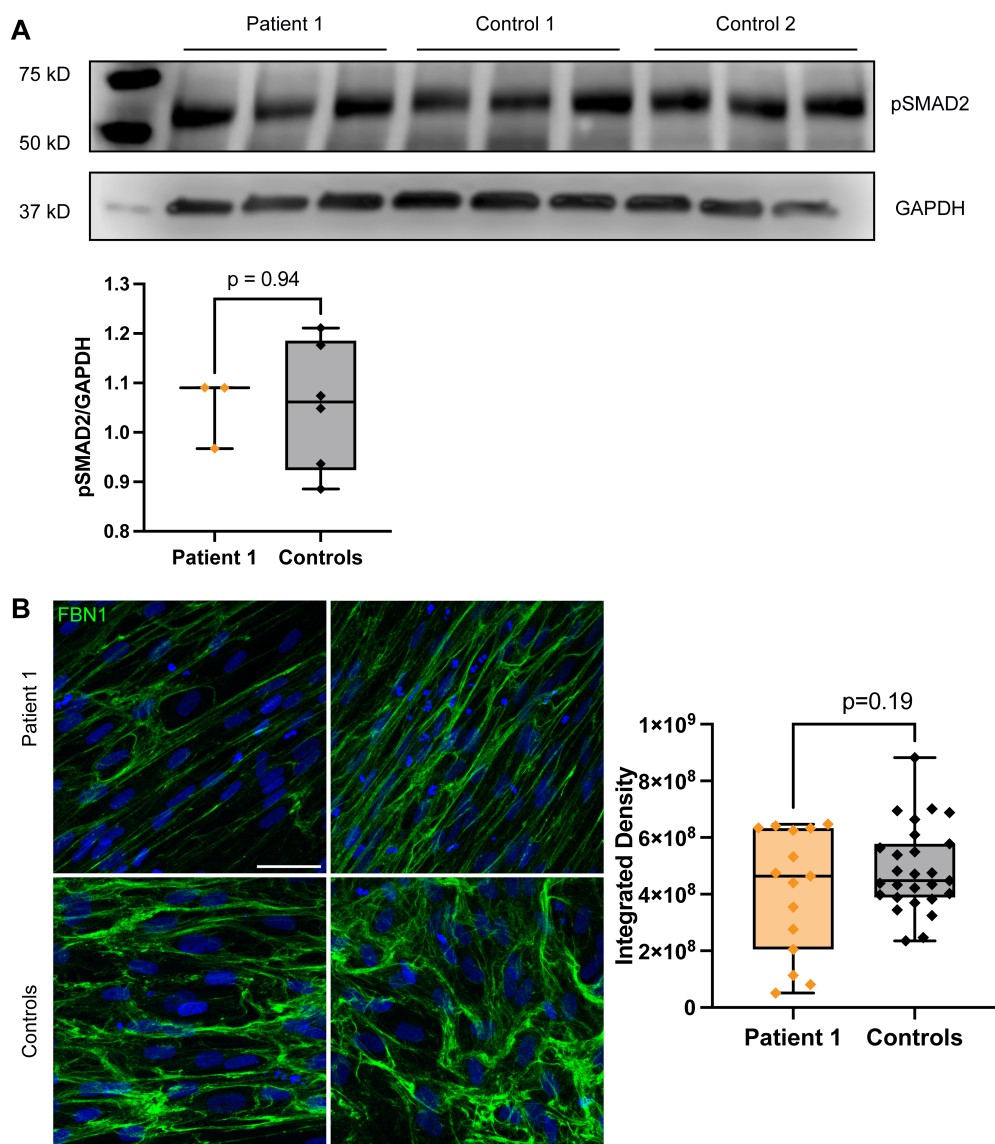 A
Patient 1
Control 1
Control 2
75 kD
50 kD
pSMAD2
37 kD
GAPDH
p = 0.94
1.3
1.2
1.1
1.0
0.9
0.8
pSMAD2/GAPDH
Patient 1
Controls
B
FBN1
Patient 1
Controls
p=0.19
1×10⁹
8×10⁸
6×10⁸
4×10⁸
2×10⁸
0
Integrated Density
Patient 1
Controls